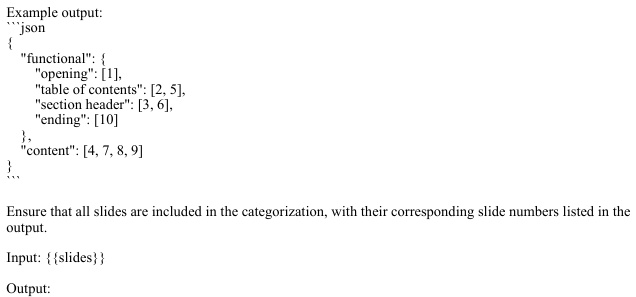 Example output:
```json
{
    "functional": {
        "opening": [1],
        "table of contents": [2, 5],
        "section header": [3, 6],
        "ending": [10]
    },
    "content": [4, 7, 8, 9]
}
```
Ensure that all slides are included in the categorization, with their corresponding slide numbers listed in the
output.
Input: {{slides}}
Output: